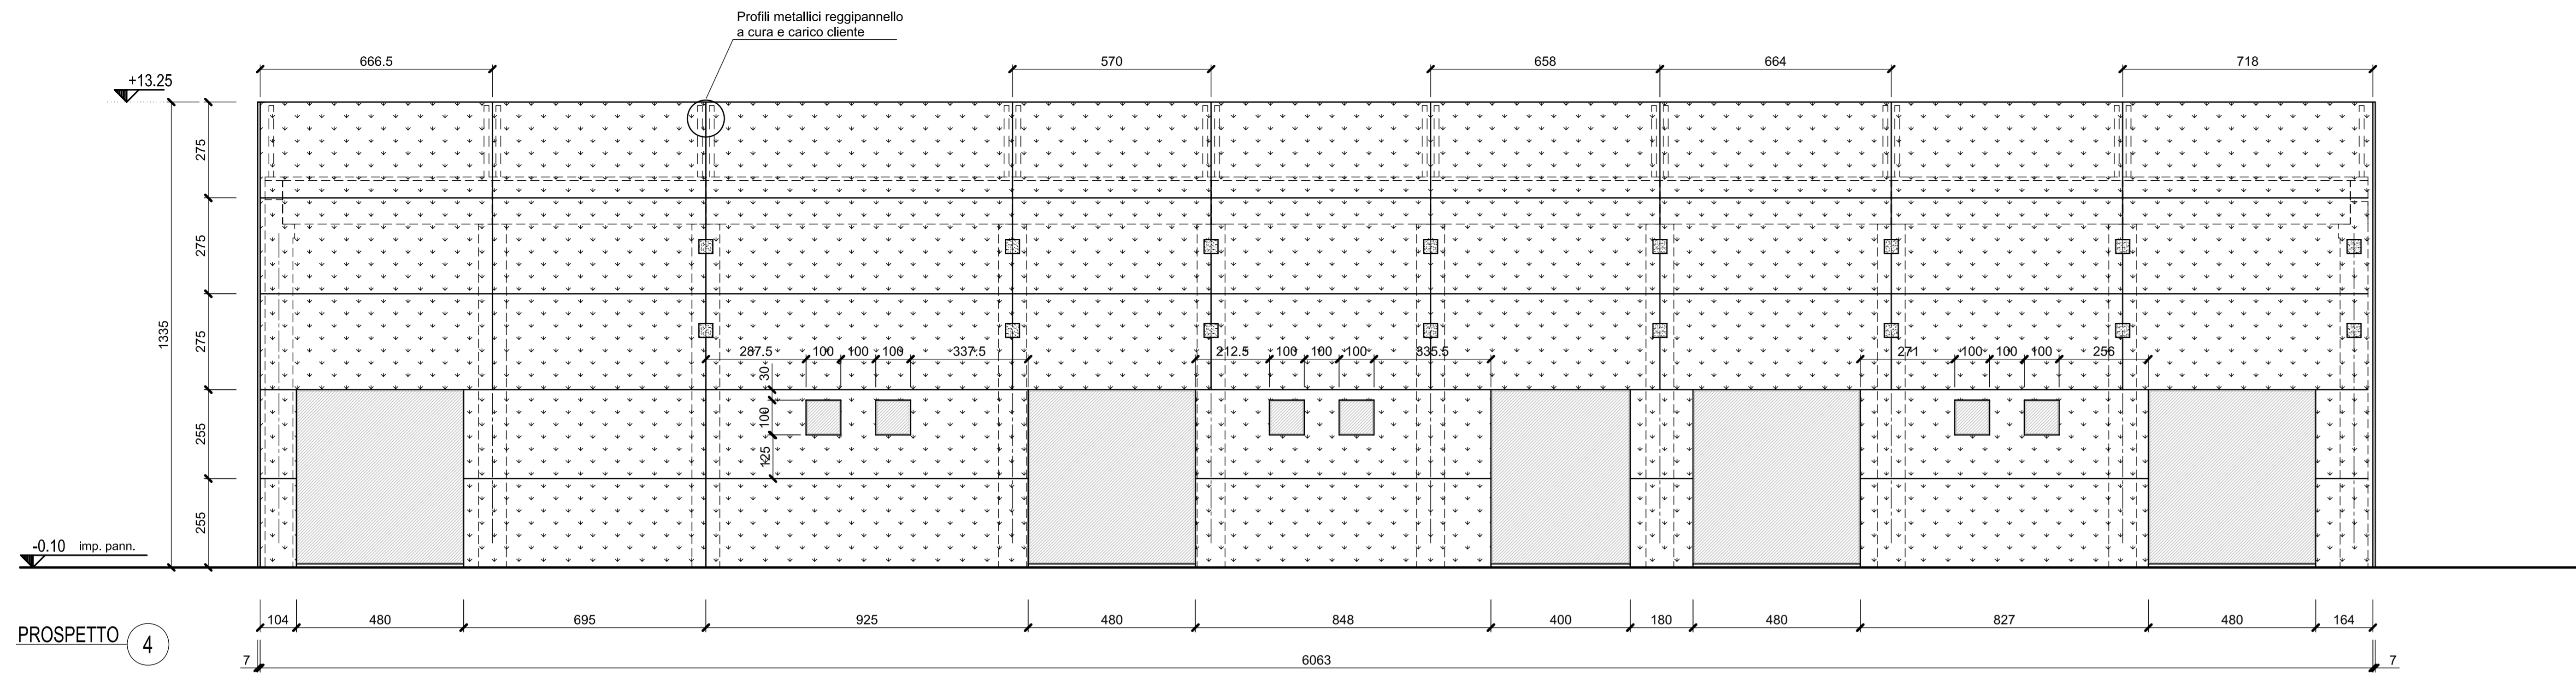 Profili metallici reggipannello
a cura e carico cliente
666.5 570 658 664 718
+13.25
275
275
275
255
255
1335
287.5 100 100 100 337.5 212.5 100 100 100 335.5 271 100 100 100 256
30
100
125
-0.10 imp. pann.
104 480 695 925 480 848 400 180 480 827 480 164
PROSPETTO 4
7 6063 7